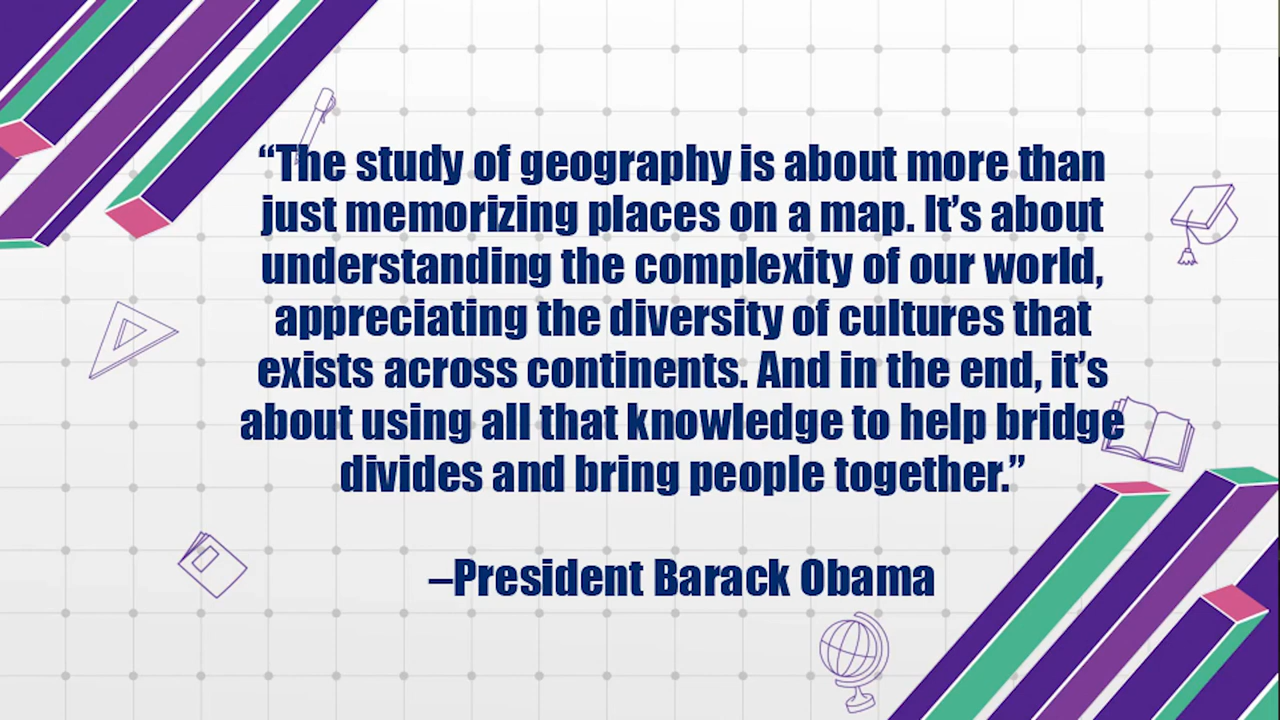 “The study of geography is about more than
just memorizing places on a map. It’s about
understanding the complexity of our world,
appreciating the diversity of cultures that
exists across continents. And in the end, it’s
about using all that knowledge to help bridge
divides and bring people together.”
–President Barack Obama